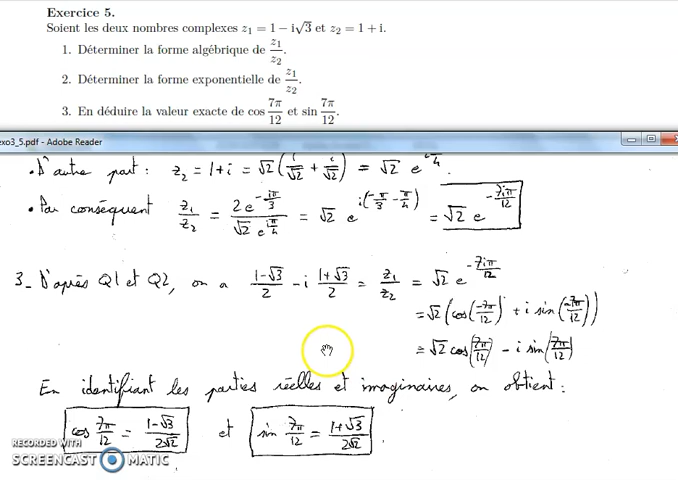 Exercice 5.
Soient les deux nombres complexes z₁ = 1 − i√3 et z₂ = 1 + i.
1. Déterminer la forme algébrique de z₁/z₂.
2. Déterminer la forme exponentielle de z₁/z₂.
3. En déduire la valeur exacte de cos 7π/12 et sin 7π/12.
exo3_5.pdf - Adobe Reader
• D'autre part : z₂ = 1+i = √2 (1/√2 + i/√2) = √2 e^(iπ/4)
• Par conséquent z₁/z₂ = 2e^(-iπ/3) / √2 e^(iπ/4) = √2 e^(i(-π/3 - π/4)) = √2 e^(-7iπ/12)
3_ D'après Q1 et Q2, on a (1-√3)/2 - i (1+√3)/2 = z₁/z₂ = √2 e^(-7iπ/12)
= √2 (cos(-7π/12) + i sin(-7π/12))
= √2 cos(7π/12) - i sin(7π/12)
En identifiant les parties réelles et imaginaires, on obtient :
cos 7π/12 = (1-√3)/2√2 et sin 7π/12 = (1+√3)/2√2 .
RECORDED WITH
SCREENCAST MATIC